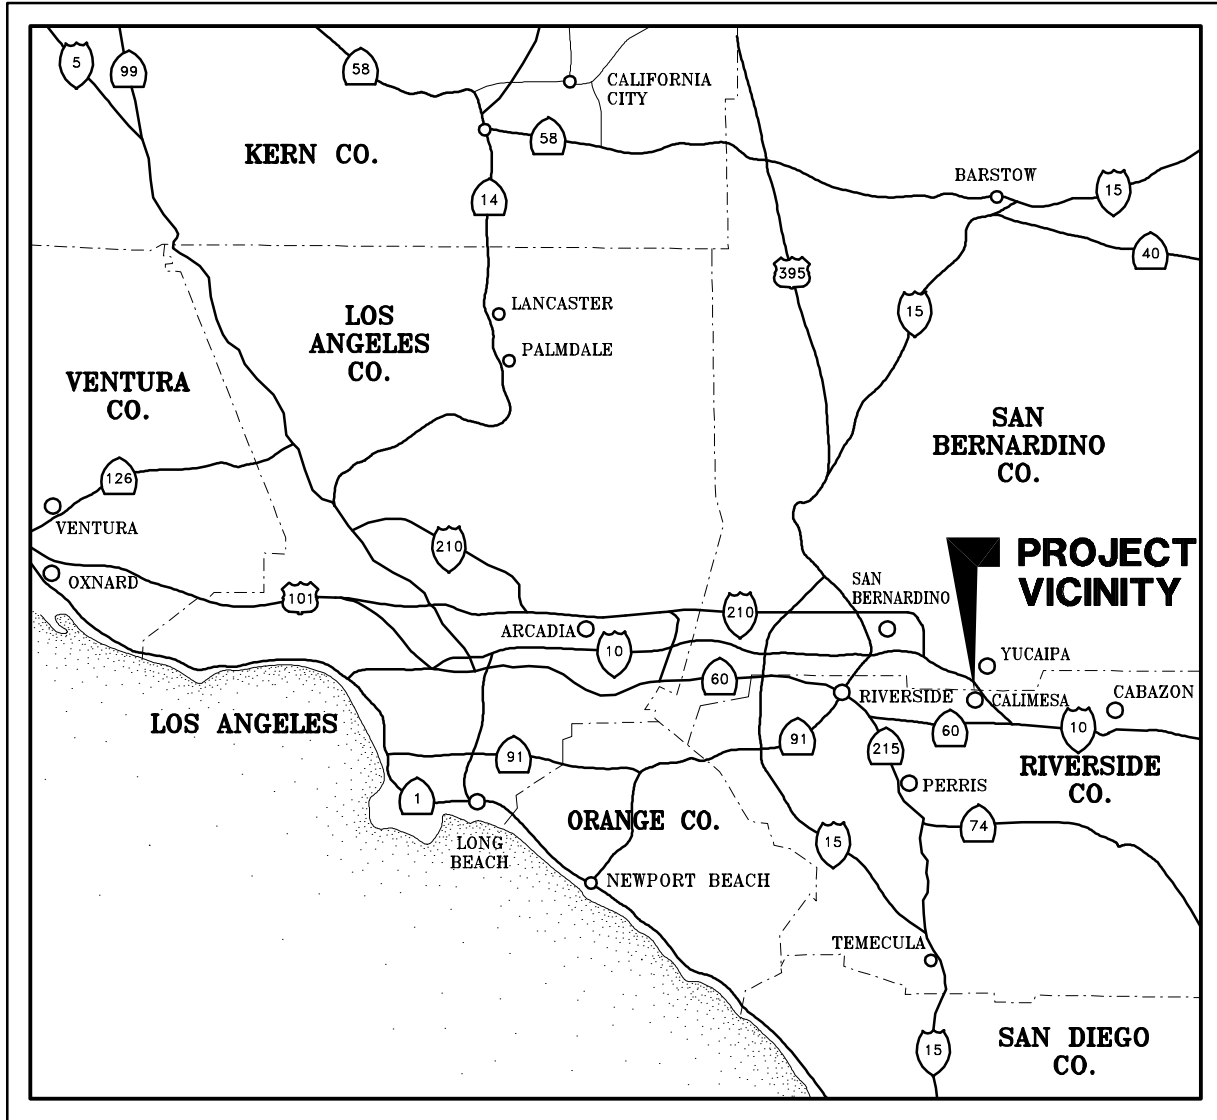 5
99
58
CALIFORNIA
CITY
58
KERN CO.
BARSTOW
15
14
40
395
LANCASTER
15
LOS
ANGELES
CO.
PALMDALE
VENTURA
CO.
SAN
BERNARDINO
CO.
126
VENTURA
210
PROJECT
VICINITY
OXNARD
101
SAN
BERNARDINO
210
ARCADIA
10
YUCAIPA
60
RIVERSIDE
CALIMESA
CABAZON
LOS ANGELES
91
60
10
91
215
RIVERSIDE
CO.
PERRIS
1
ORANGE CO.
74
LONG
BEACH
15
NEWPORT BEACH
TEMECULA
15
SAN DIEGO
CO.